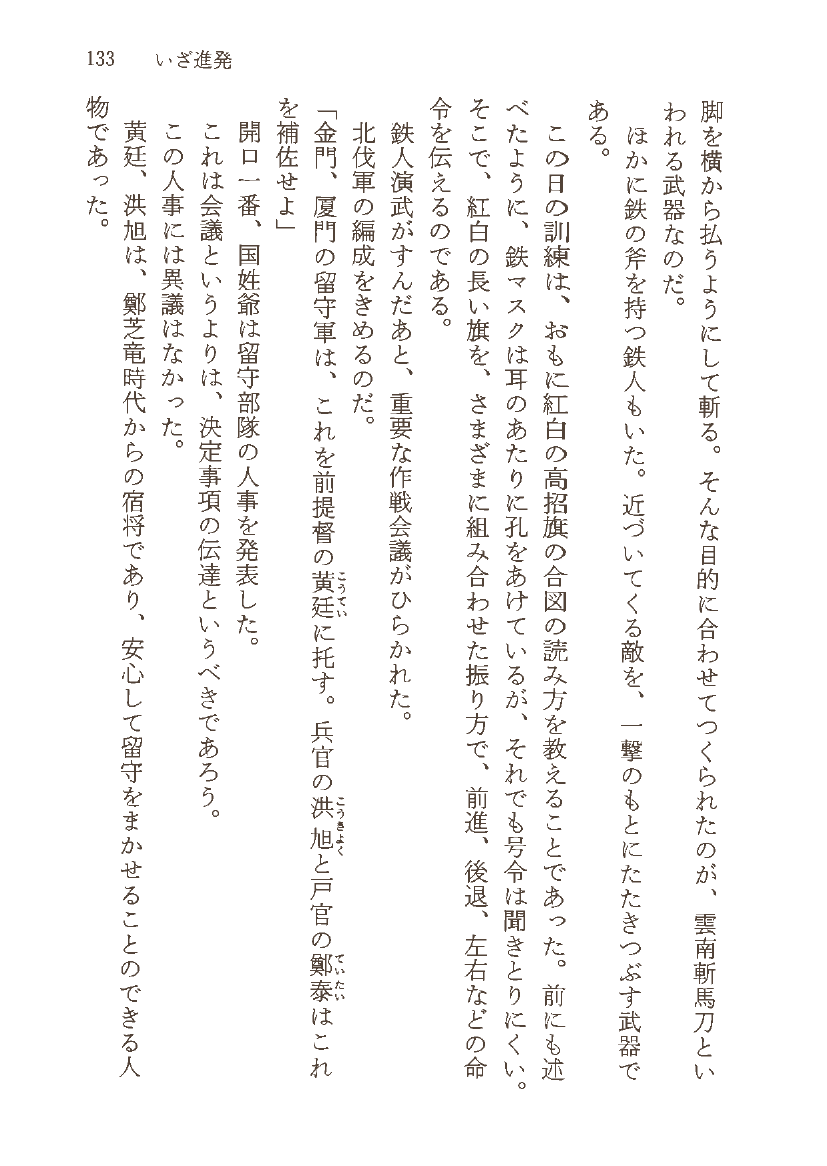 133 いざ進発
脚を横から払うようにして斬る。そんな目的に合わせてつくられたのが、雲南斬馬刀とい
われる武器なのだ。
ほかに鉄の斧を持つ鉄人もいた。近づいてくる敵を、一撃のもとにたたきつぶす武器で
ある。
この日の訓練は、おもに紅白の高招旗の合図の読み方を教えることであった。前にも述
べたように、鉄マスクは耳のあたりに孔をあけているが、それでも号令は聞きとりにくい。
そこで、紅白の長い旗を、さまざまに組み合わせた振り方で、前進、後退、左右などの命
令を伝えるのである。
鉄人演武がすんだあと、重要な作戦会議がひらかれた。
北伐軍の編成をきめるのだ。
「金門、厦門の留守軍は、これを前提督の黄廷こうていに托す。兵官の洪旭こうきよくと戸官の鄭泰ていたいはこれ
を補佐せよ」
開口一番、国姓爺は留守部隊の人事を発表した。
これは会議というよりは、決定事項の伝達というべきであろう。
この人事には異議はなかった。
黄廷、洪旭は、鄭芝竜時代からの宿将であり、安心して留守をまかせることのできる人
物であった。